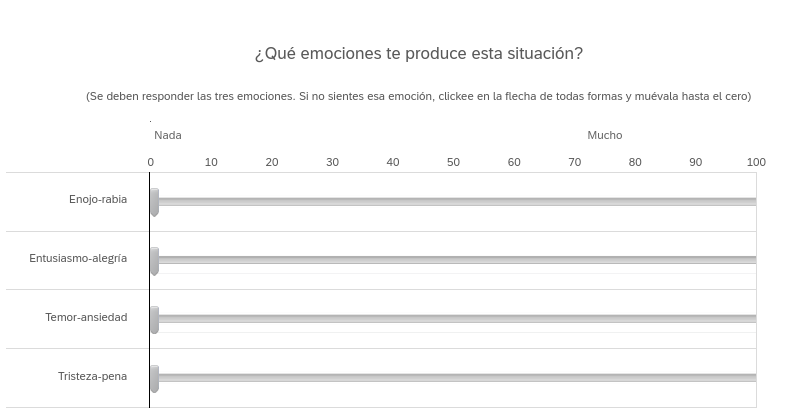 ¿Qué emociones te produce esta situación?
(Se deben responder las tres emociones. Si no sientes esa emoción, clickee en la flecha de todas formas y muévala hasta el cero)
Nada Mucho
0 10 20 30 40 50 60 70 80 90 100
Enojo-rabia
Entusiasmo-alegría
Temor-ansiedad
Tristeza-pena